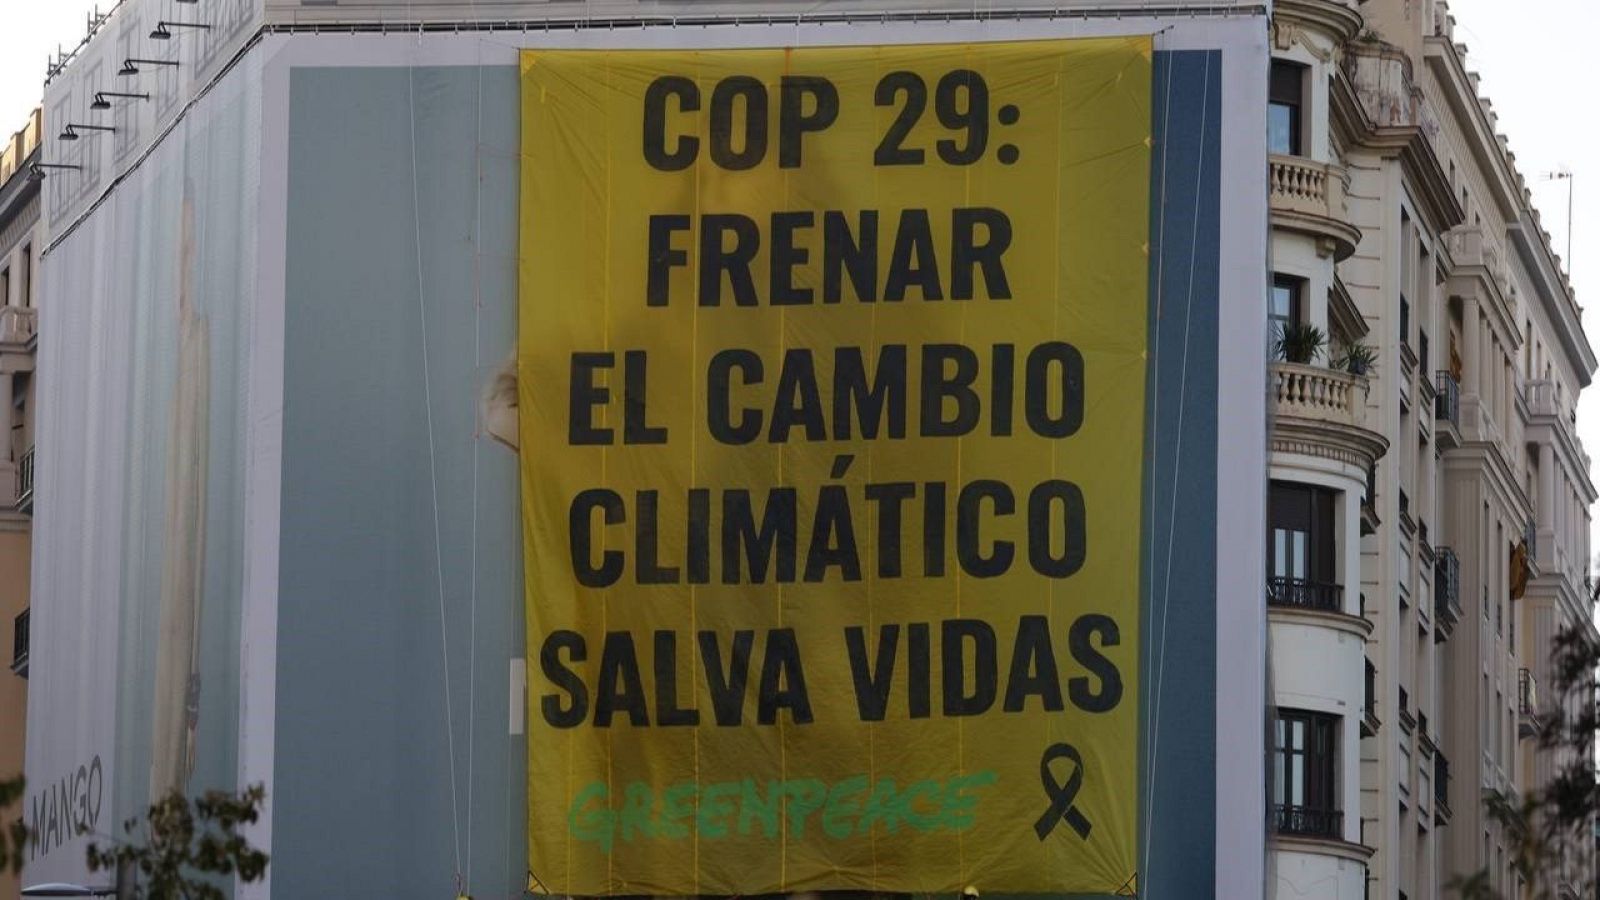 COP 29:
FRENAR
EL CAMBIO
CLIMÁTICO
SALVA VIDAS
GREENPEACE
MANGO